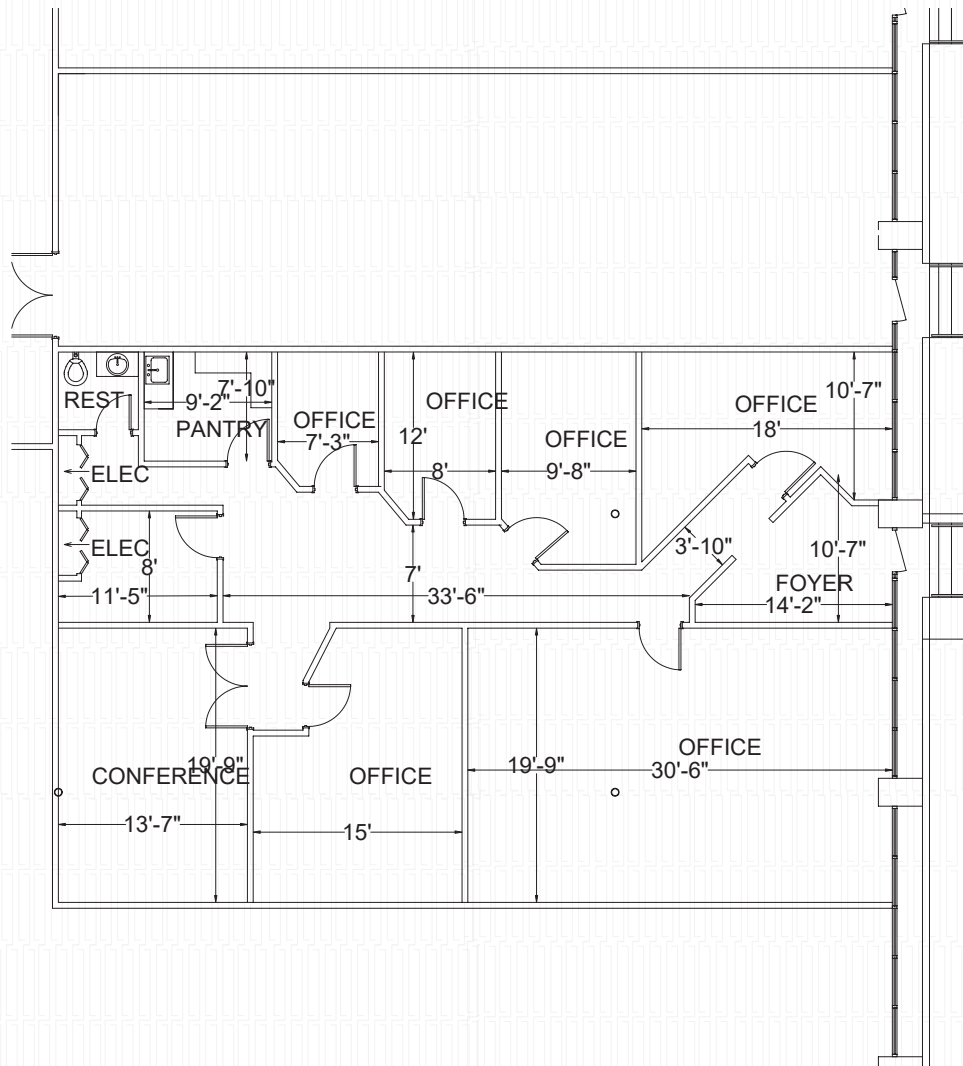 7'-10"
10'-7"
REST
9'-2"
OFFICE
OFFICE
OFFICE
PANTRY
7'-3"
12'
OFFICE
18'
8'
9'-8"
ELEC
ELEC
3'-10"
10'-7"
8'
7'
FOYER
11'-5"
33'-6"
14'-2"
OFFICE
19'-9"
19'-9"
30'-6"
CONFERENCE
OFFICE
13'-7"
15'